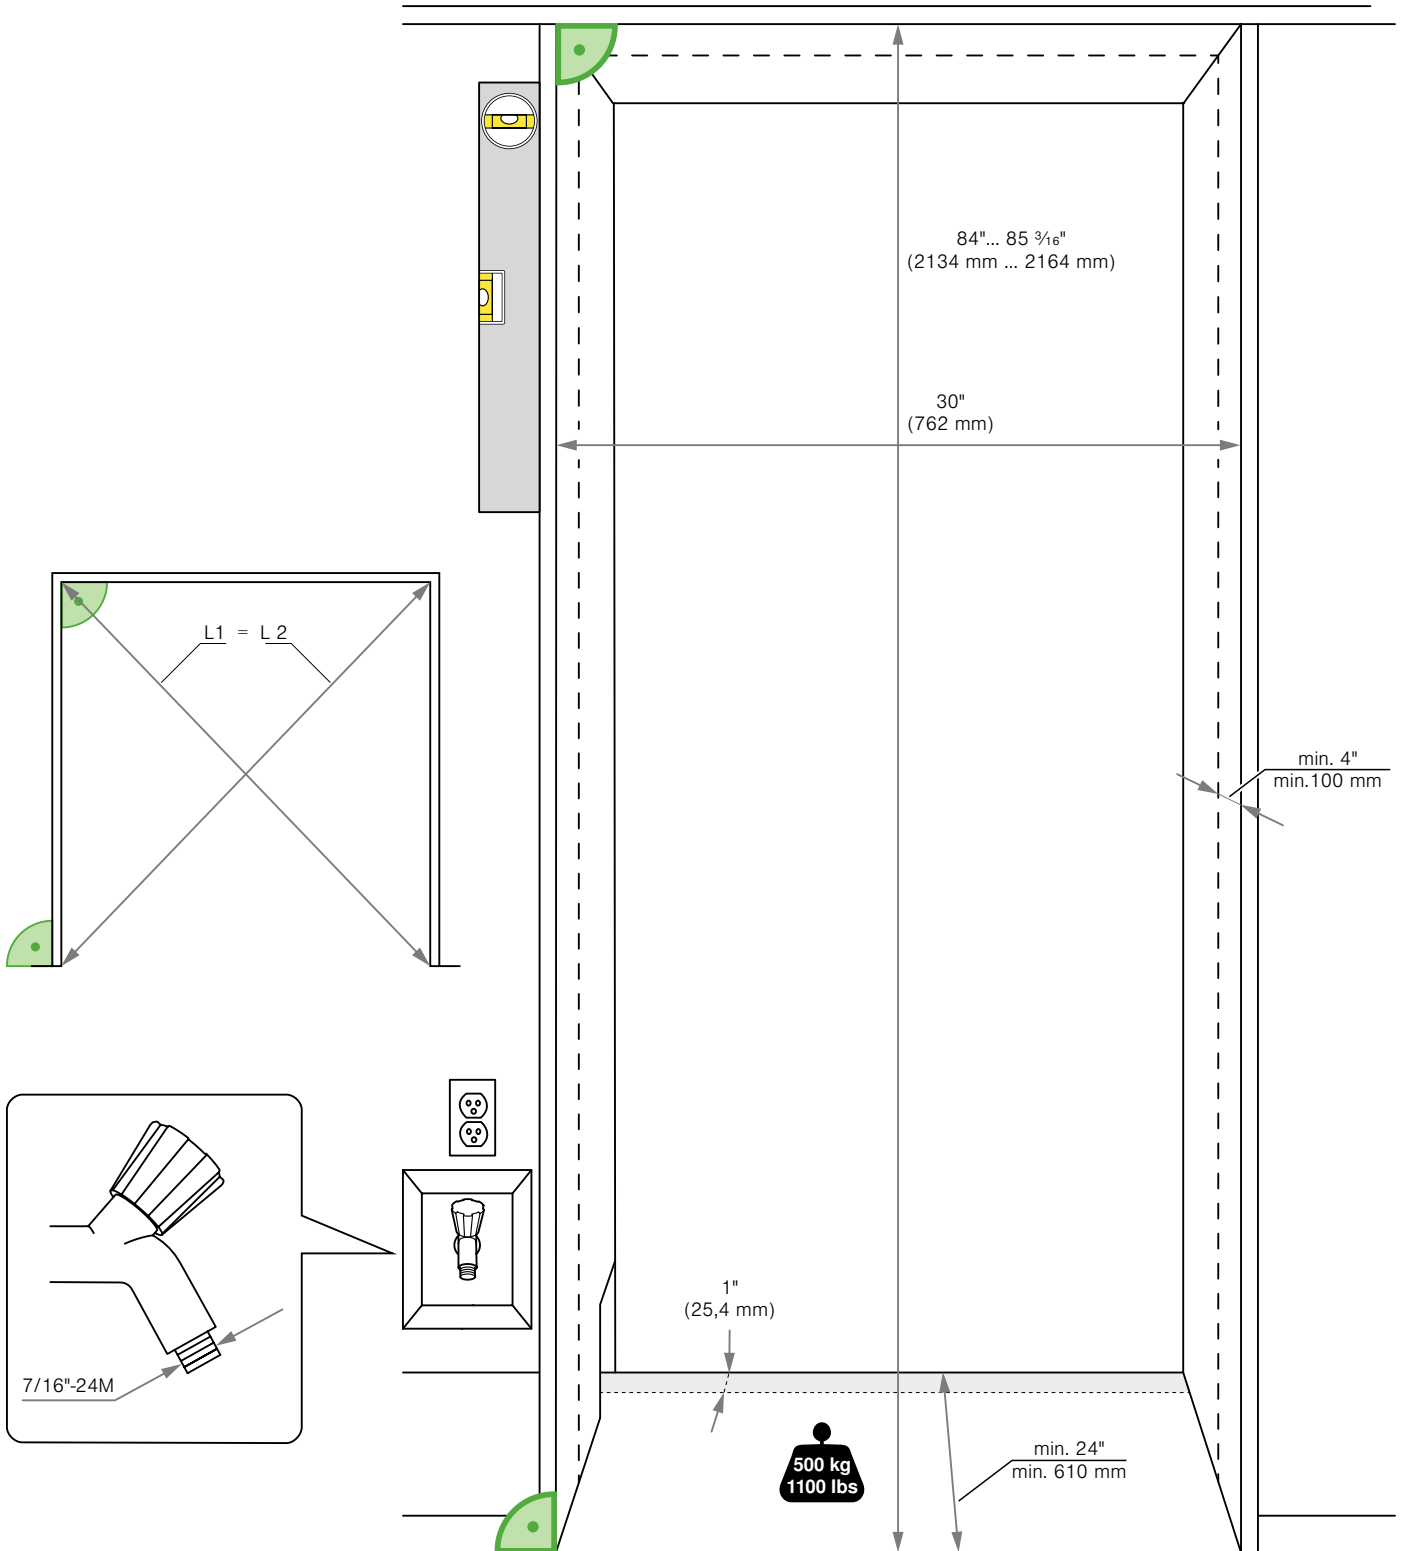 84"... 85 ³⁄₁₆"
(2134 mm ... 2164 mm)
30"
(762 mm)
L1 = L 2
min. 4"
min.100 mm
1"
(25,4 mm)
7/16"-24M
500 kg
1100 lbs
min. 24"
min. 610 mm